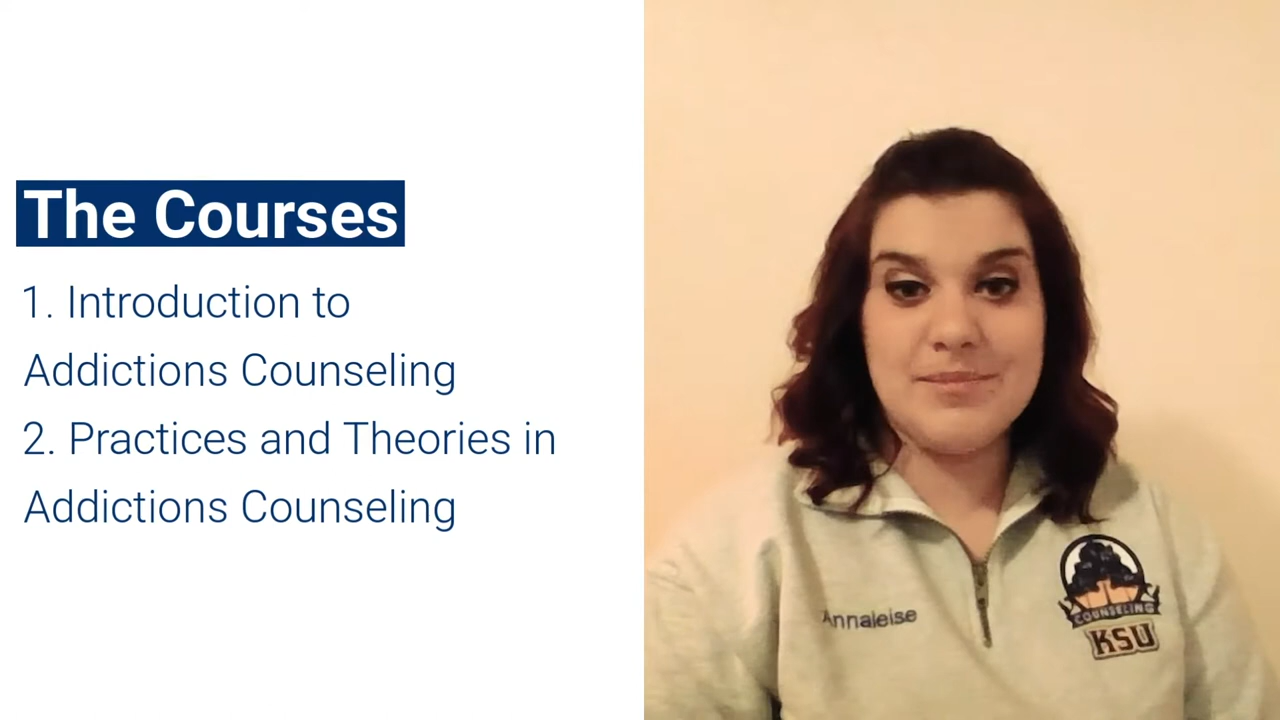 The Courses
1. Introduction to
Addictions Counseling
2. Practices and Theories in
Addictions Counseling
Annaleise
COUNSELING
KSU